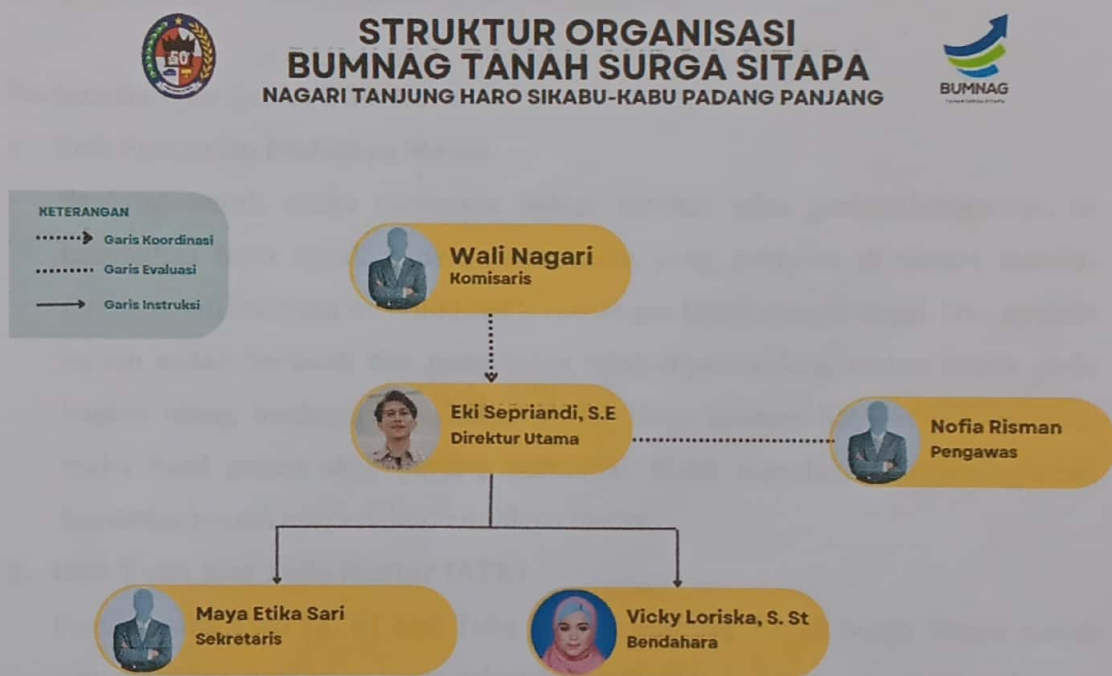 STRUKTUR ORGANISASI
BUMNAG TANAH SURGA SITAPA
NAGARI TANJUNG HARO SIKABU-KABU PADANG PANJANG
50
BUMNAG
KETERANGAN
Garis Koordinasi
Garis Evaluasi
Garis Instruksi
Wali Nagari
Komisaris
Eki Sepriandi, S.E
Direktur Utama
Nofia Risman
Pengawas
Maya Etika Sari
Sekretaris
Vicky Loriska, S. St
Bendahara